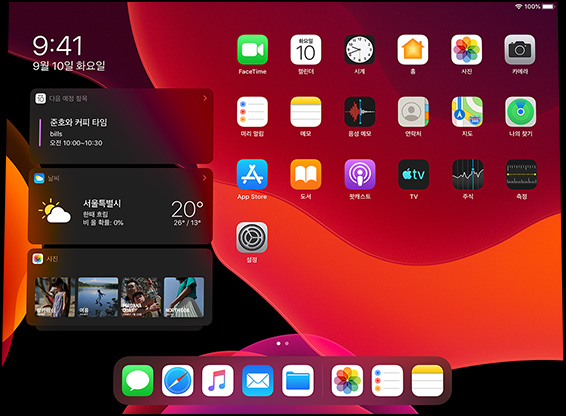 100%
9:41
9월 10일 화요일
10 다음 예정 항목
준호와 커피 타임
bills
오전 10:00~10:30
날씨
서울특별시
한때 흐림
비 올 확률: 0%
20°
26° / 13°
사진
여름
화요일
10
FaceTime
캘린더
시계
홈
사진
카메라
미리 알림
메모
음성 메모
연락처
지도
나의 찾기
tv
App Store
도서
팟캐스트
TV
주식
측정
설정